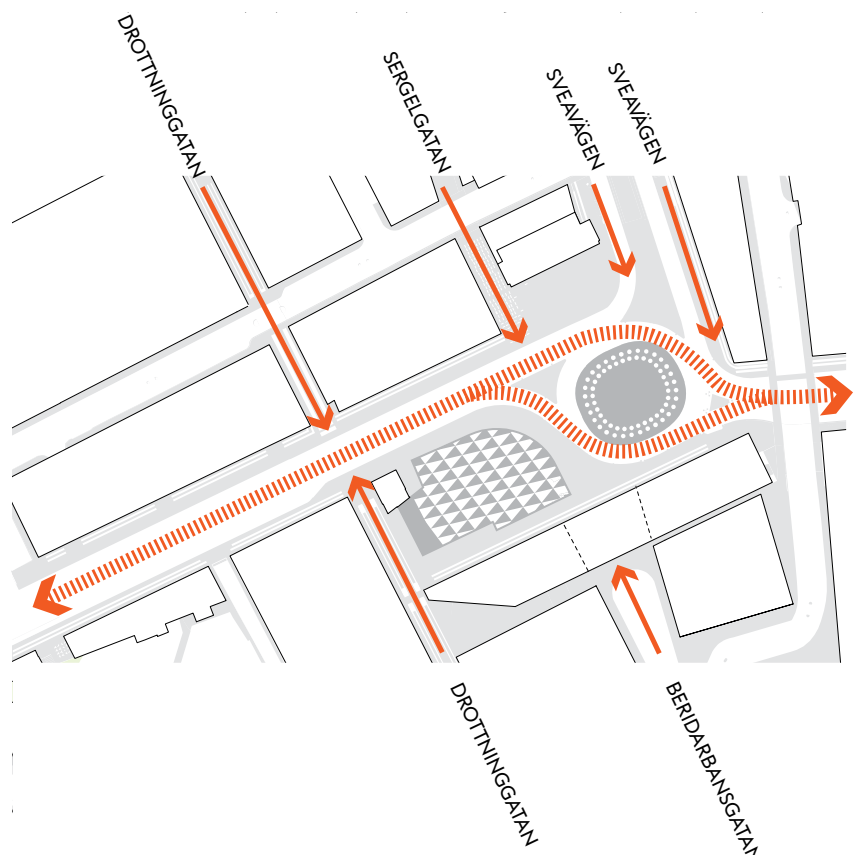 DROTTNINGGATAN
SERGELGATAN
SVEAVÄGEN
SVEAVÄGEN
DROTTNINGGATAN
BERIDARBANSGATAN